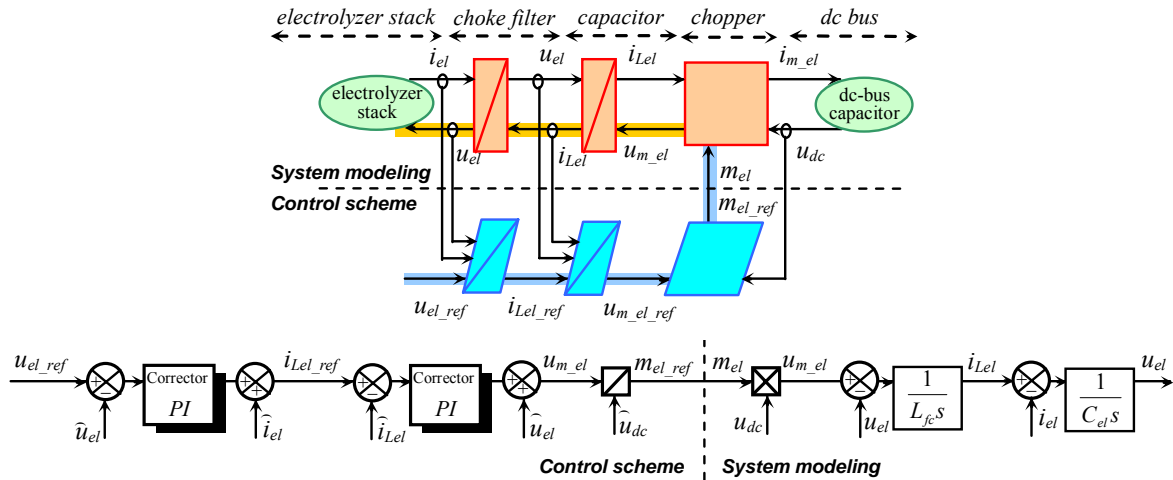 electrolyzer stack choke filter capacitor chopper dc bus
i_el u_el i_Lel i_m_el
electrolyzer stack
dc-bus capacitor
u_el i_Lel u_m_el u_dc
System modeling
m_el
Control scheme
m_el_ref
u_el_ref i_Lel_ref u_m_el_ref
u_el_ref i_Lel_ref u_m_el m_el_ref m_el u_m_el i_Lel u_el
+ − Corrector PI + + + − Corrector PI + + + − 1 / L_fc s + − 1 / C_el s
û_el î_el î_Lel û_el û_dc u_dc u_el i_el
Control scheme System modeling